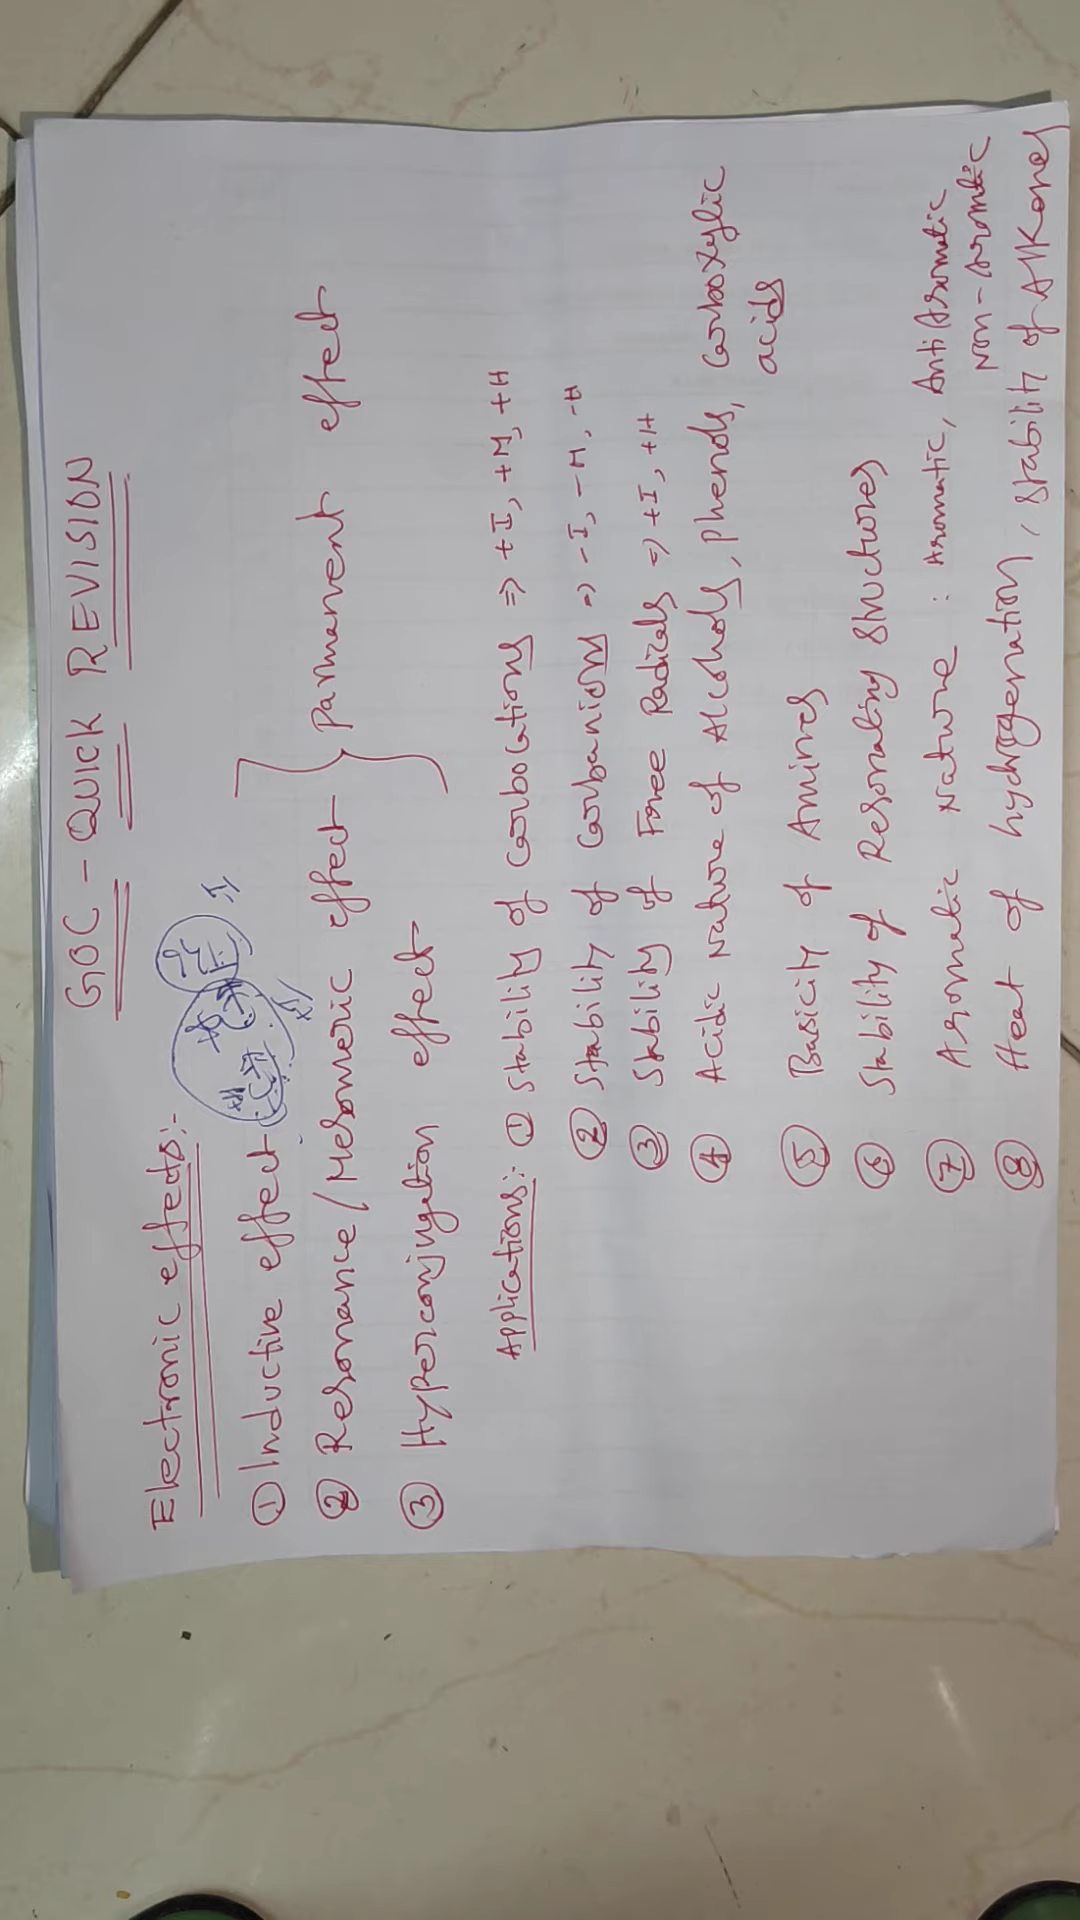 GOC - QUICK REVISION
Electronic effects:-
① Inductive effect
② Resonance/Mesomeric effect } Parmanent effect
③ Hyperconjugation effect
Applications:- ① Stability of Carbocations ⇒ +I, +M, +H
② Stability of Carbanions ⇒ -I, -M, -H
③ Stability of Free Radicals ⇒ +I, +H
④ Acidic Nature of Alcohols, phenols, Carboxylic
acids
⑤ Basicity of Amines
⑥ Stability of Resonating Structures
⑦ Aromatic Nature : Aromatic, Anti Aromatic
Non-Aromatic
⑧ Heat of hydrogenation, Stability of Alkenes